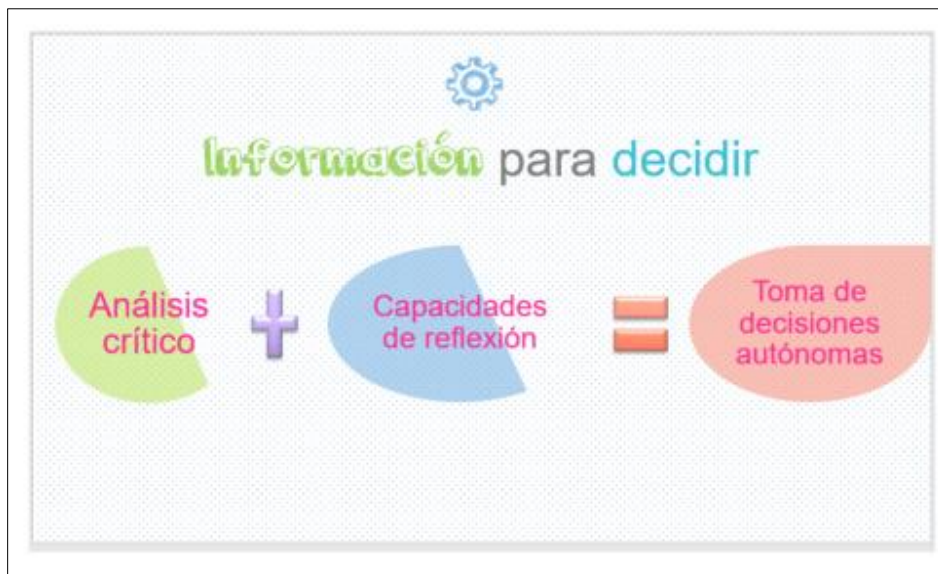 Información para decidir
Análisis
crítico
Capacidades
de reflexión
Toma de
decisiones
autónomas